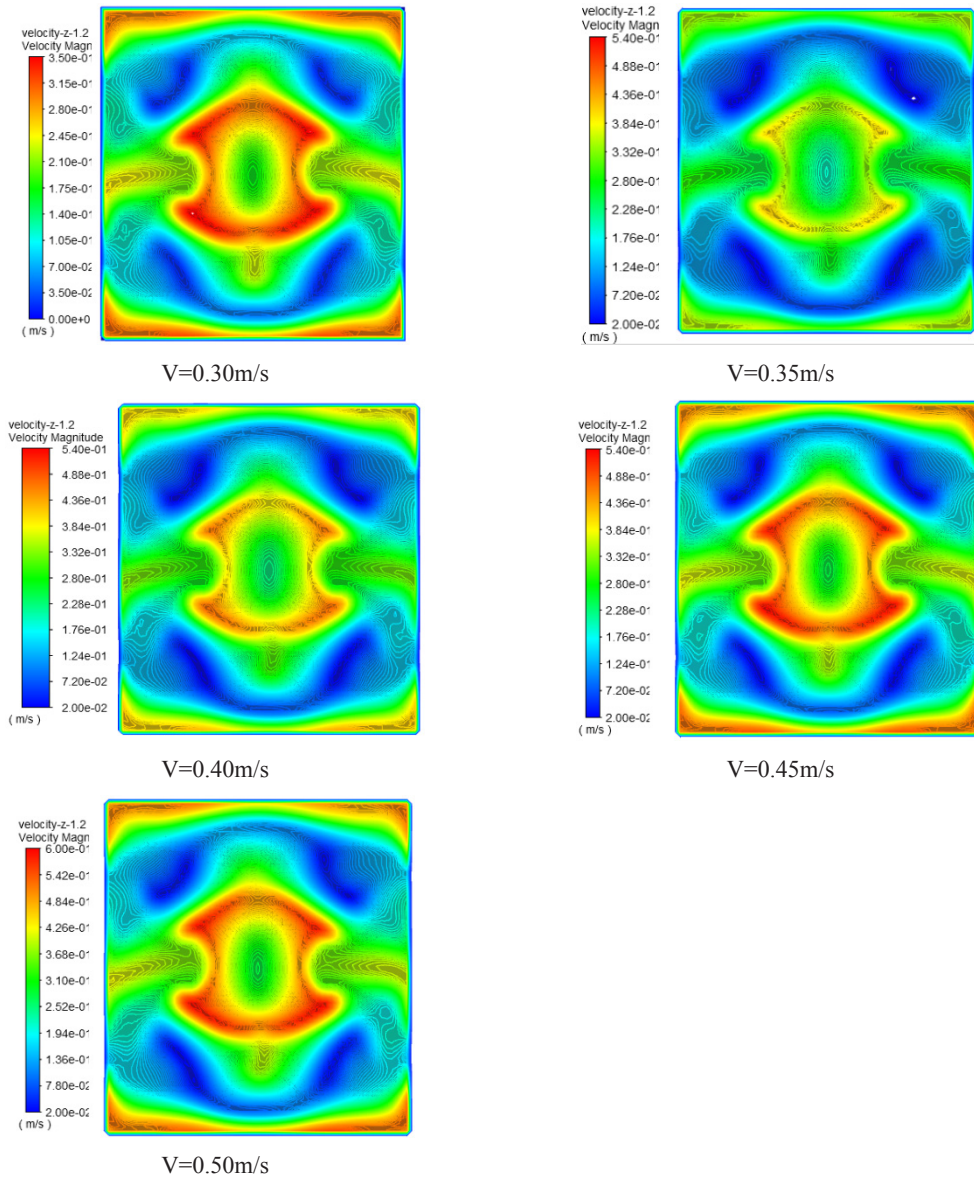 velocity-z-1.2
Velocity Magn
3.50e-01
3.15e-01
2.80e-01
2.45e-01
2.10e-01
1.75e-01
1.40e-01
1.05e-01
7.00e-02
3.50e-02
0.00e+0
( m/s )
V=0.30m/s
velocity-z-1.2
Velocity Magn
5.40e-01
4.88e-01
4.36e-01
3.84e-01
3.32e-01
2.80e-01
2.28e-01
1.76e-01
1.24e-01
7.20e-02
2.00e-02
( m/s )
V=0.35m/s
velocity-z-1.2
Velocity Magnitude
5.40e-01
4.88e-01
4.36e-01
3.84e-01
3.32e-01
2.80e-01
2.28e-01
1.76e-01
1.24e-01
7.20e-02
2.00e-02
( m/s )
V=0.40m/s
velocity-z-1.2
Velocity Magn
5.40e-01
4.88e-01
4.36e-01
3.84e-01
3.32e-01
2.80e-01
2.28e-01
1.76e-01
1.24e-01
7.20e-02
2.00e-02
( m/s )
V=0.45m/s
velocity-z-1.2
Velocity Magn
6.00e-01
5.42e-01
4.84e-01
4.26e-01
3.68e-01
3.10e-01
2.52e-01
1.94e-01
1.36e-01
7.80e-02
2.00e-02
( m/s )
V=0.50m/s